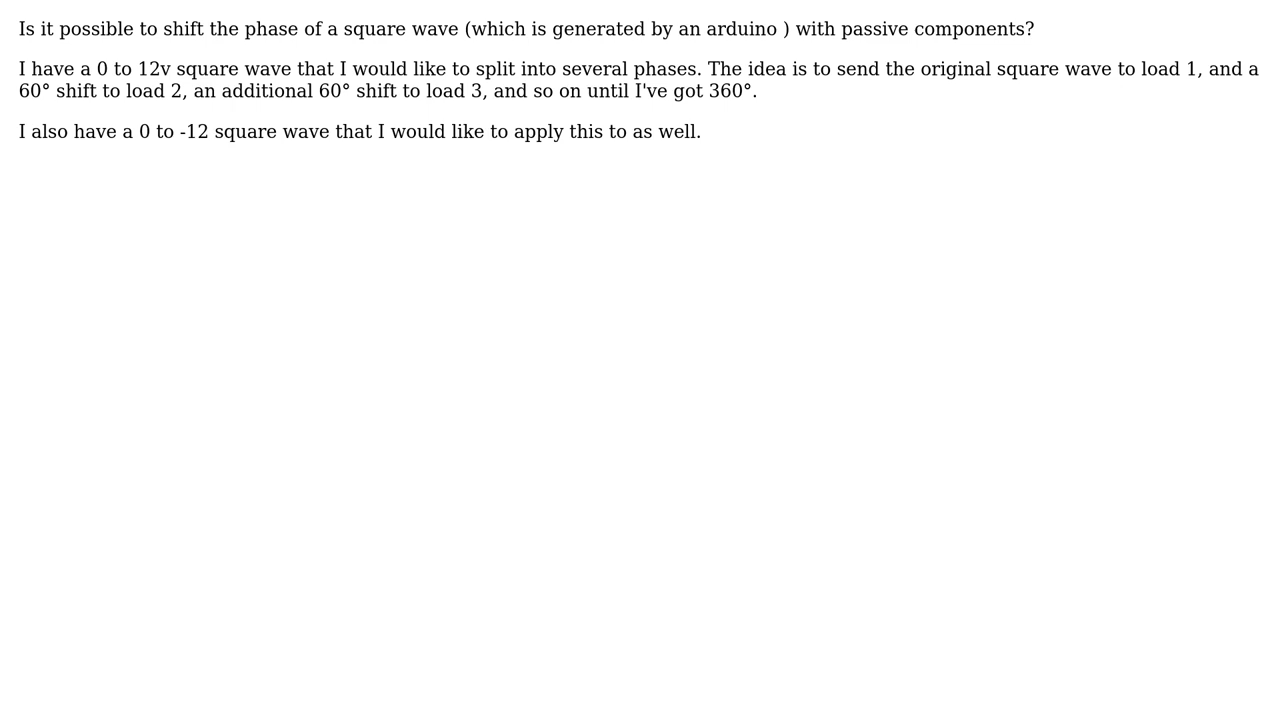 Is it possible to shift the phase of a square wave (which is generated by an arduino ) with passive components?
I have a 0 to 12v square wave that I would like to split into several phases. The idea is to send the original square wave to load 1, and a
60° shift to load 2, an additional 60° shift to load 3, and so on until I've got 360°.
I also have a 0 to -12 square wave that I would like to apply this to as well.